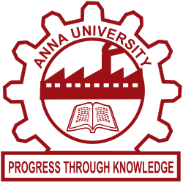 ANNA UNIVERSITY
PROGRESS THROUGH KNOWLEDGE